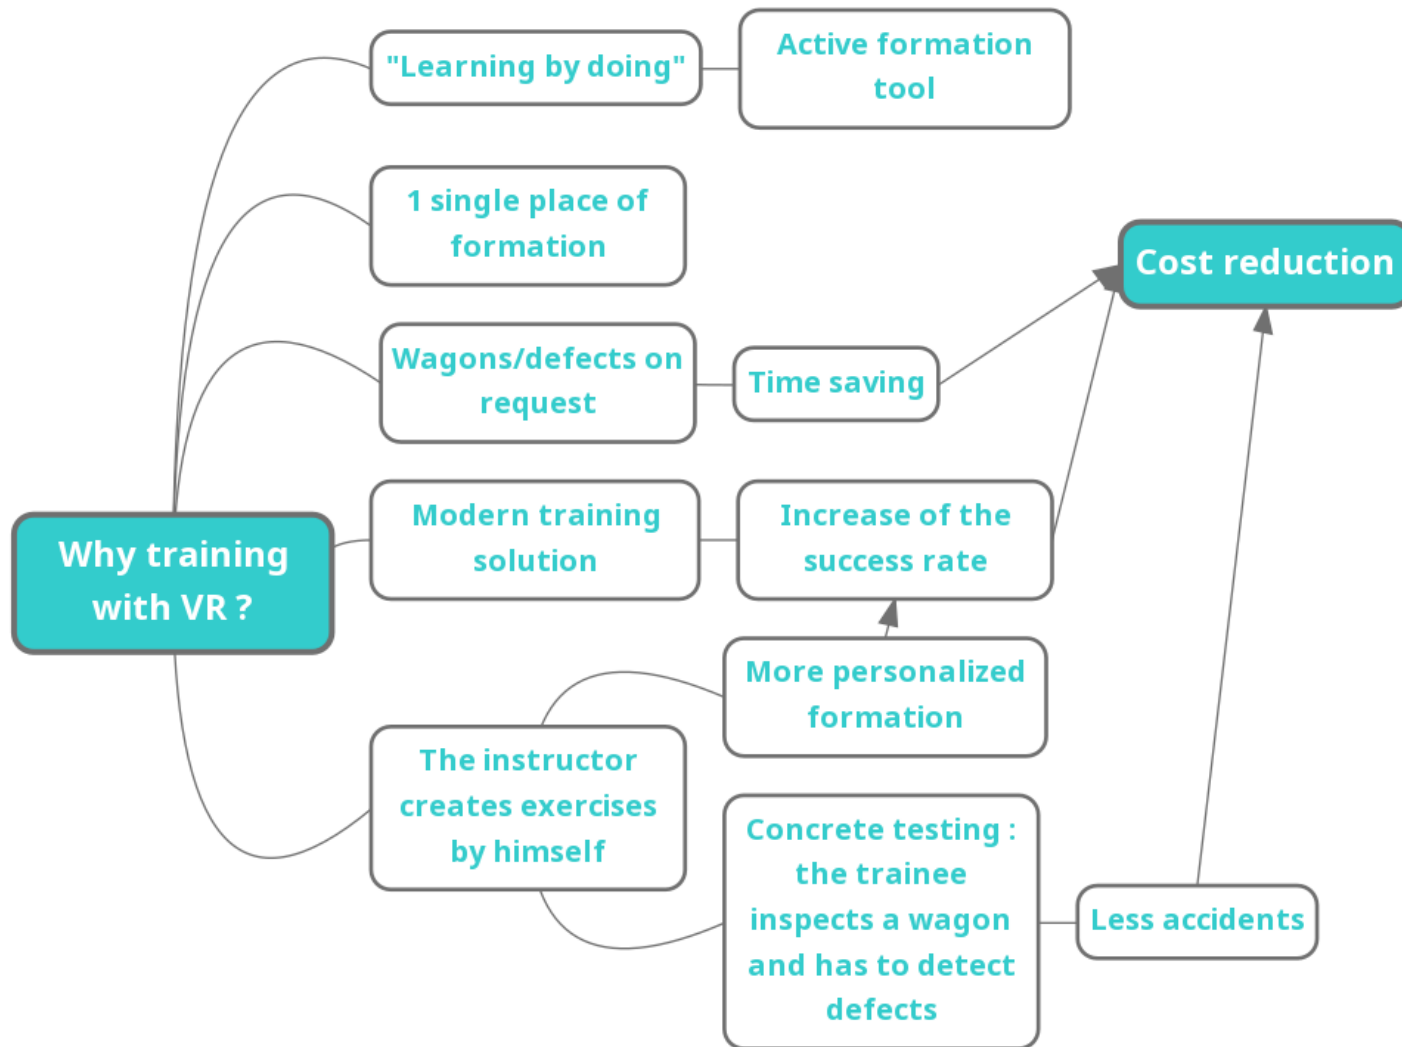 "Learning by doing"
Active formation
tool
1 single place of
formation
Cost reduction
Wagons/defects on
request
Time saving
Why training
with VR ?
Modern training
solution
Increase of the
success rate
More personalized
formation
The instructor
creates exercises
by himself
Concrete testing :
the trainee
inspects a wagon
and has to detect
defects
Less accidents